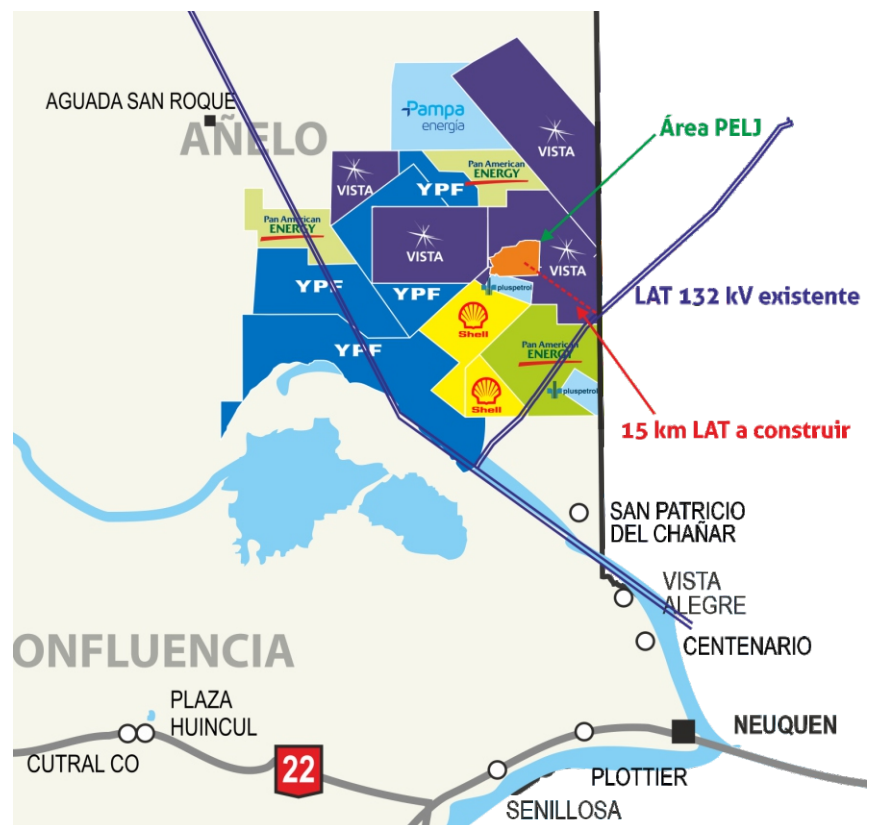 AGUADA SAN ROQUE
AÑELO
Pampa
energía
VISTA
Área PELJ
Pan American
ENERGY
VISTA
YPF
Pan American
ENERGY
VISTA
VISTA
YPF
YPF
pluspetrol
LAT 132 kV existente
Shell
Pan American
ENERGY
YPF
pluspetrol
Shell
15 km LAT a construir
SAN PATRICIO
DEL CHAÑAR
VISTA
ALEGRE
CENTENARIO
ONFLUENCIA
PLAZA
HUINCUL
NEUQUEN
CUTRAL CO
22
PLOTTIER
SENILLOSA